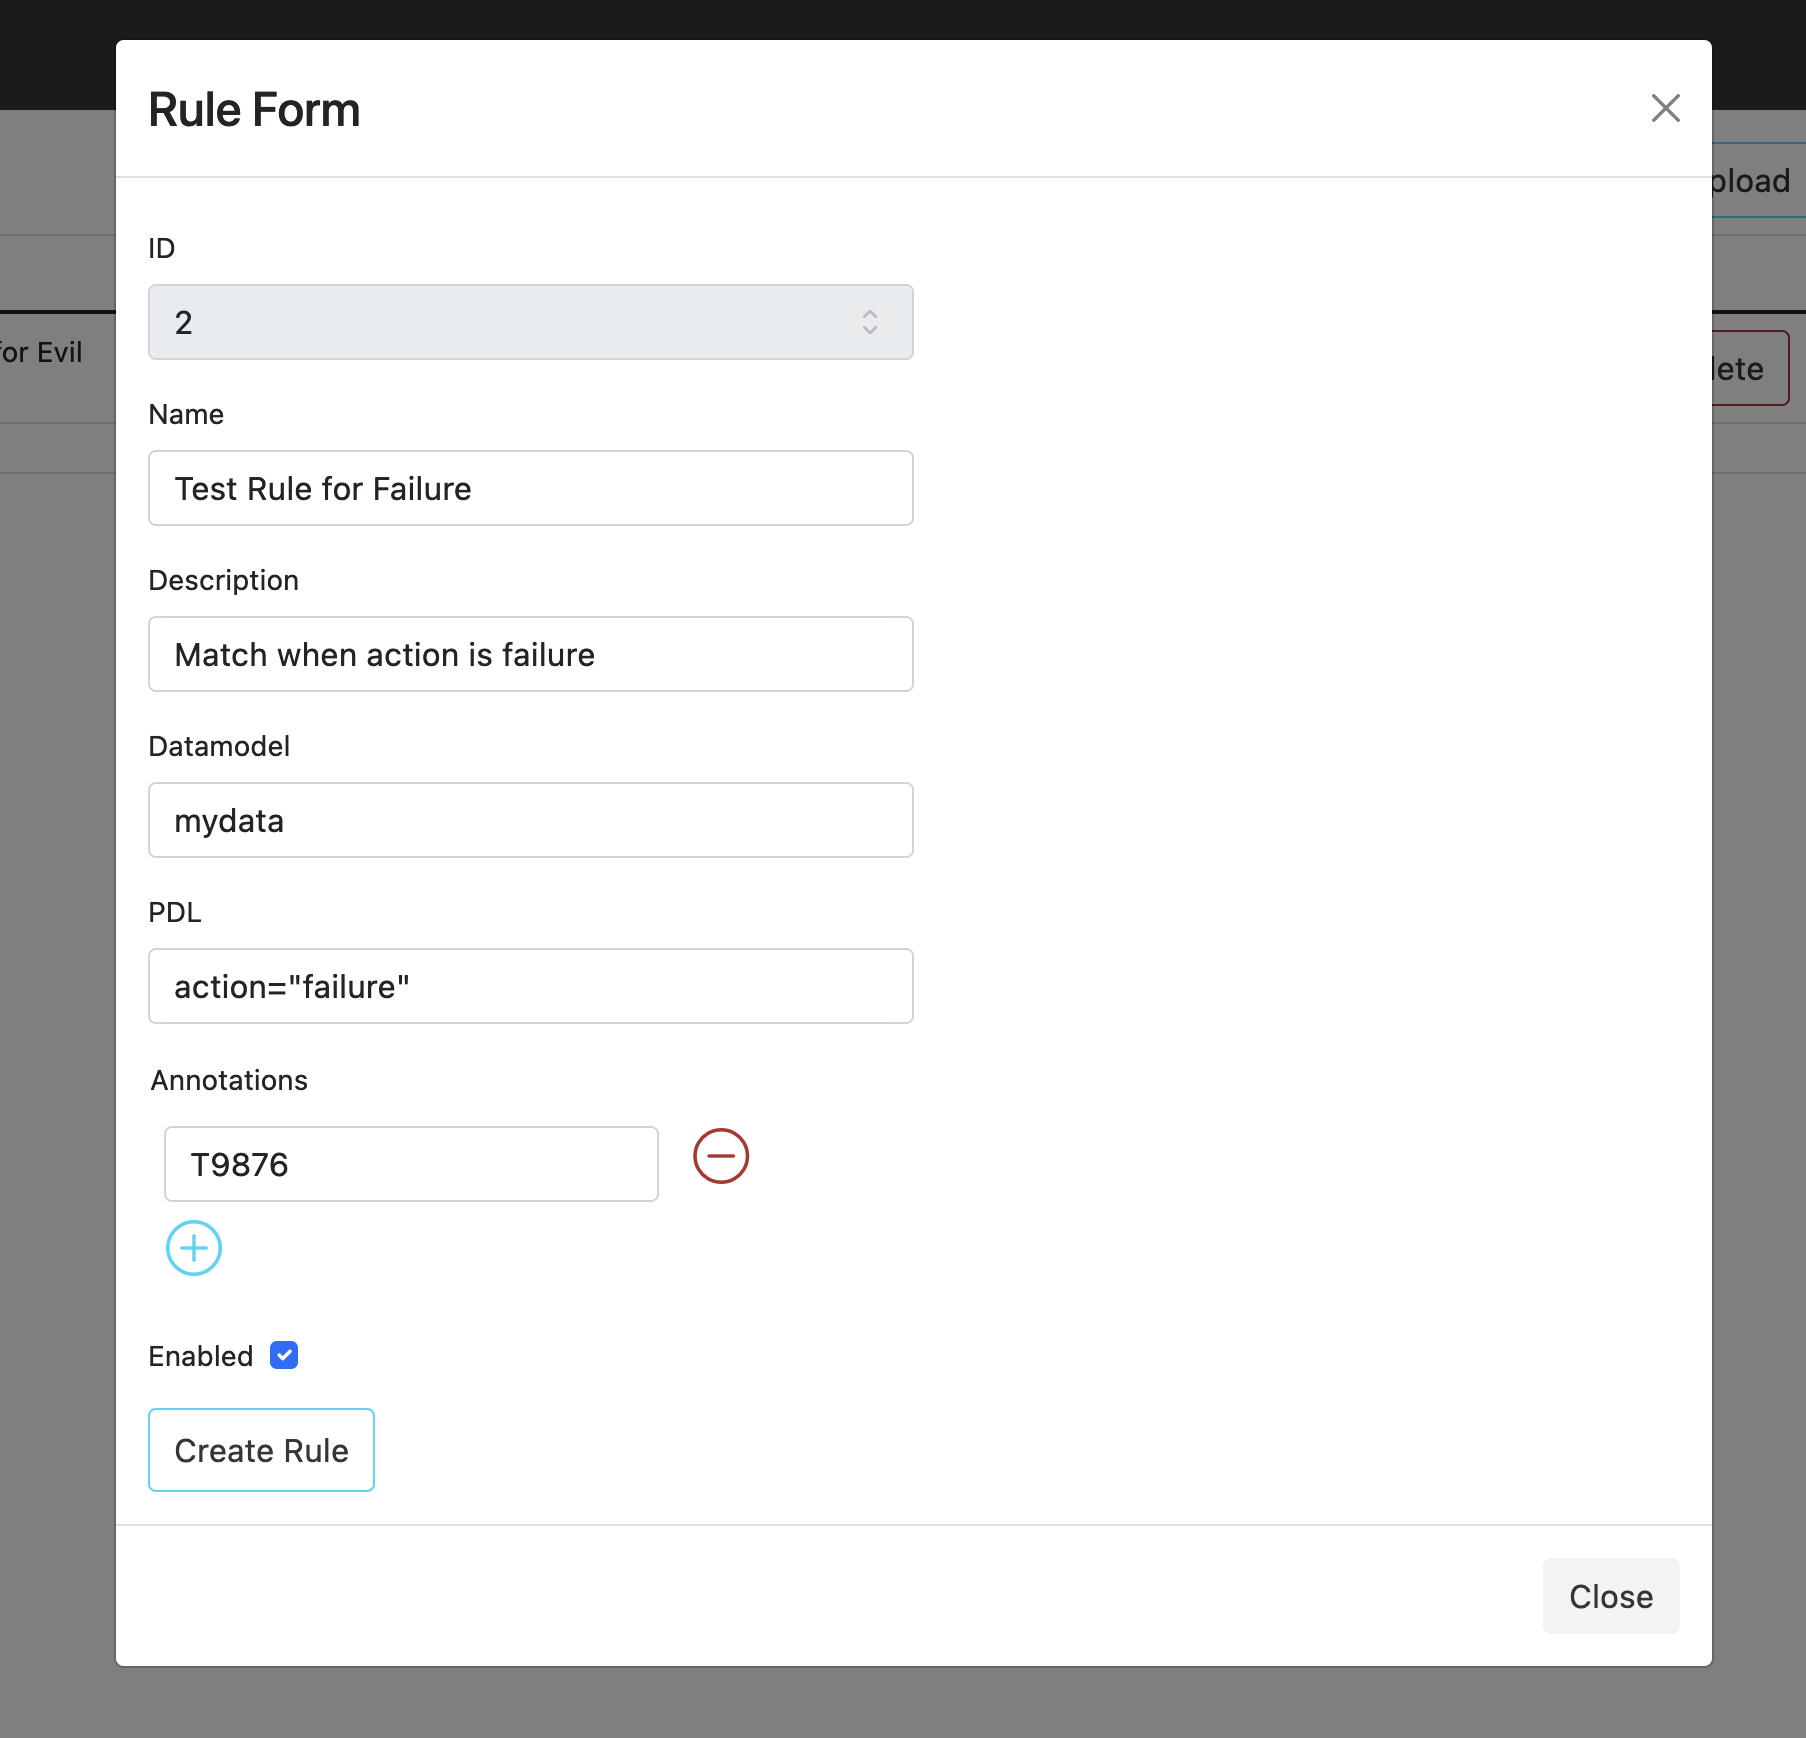 Rule Form
pload
ID
2
for Evil
lete
Name
Test Rule for Failure
Description
Match when action is failure
Datamodel
mydata
PDL
action="failure"
Annotations
T9876
Enabled
Create Rule
Close